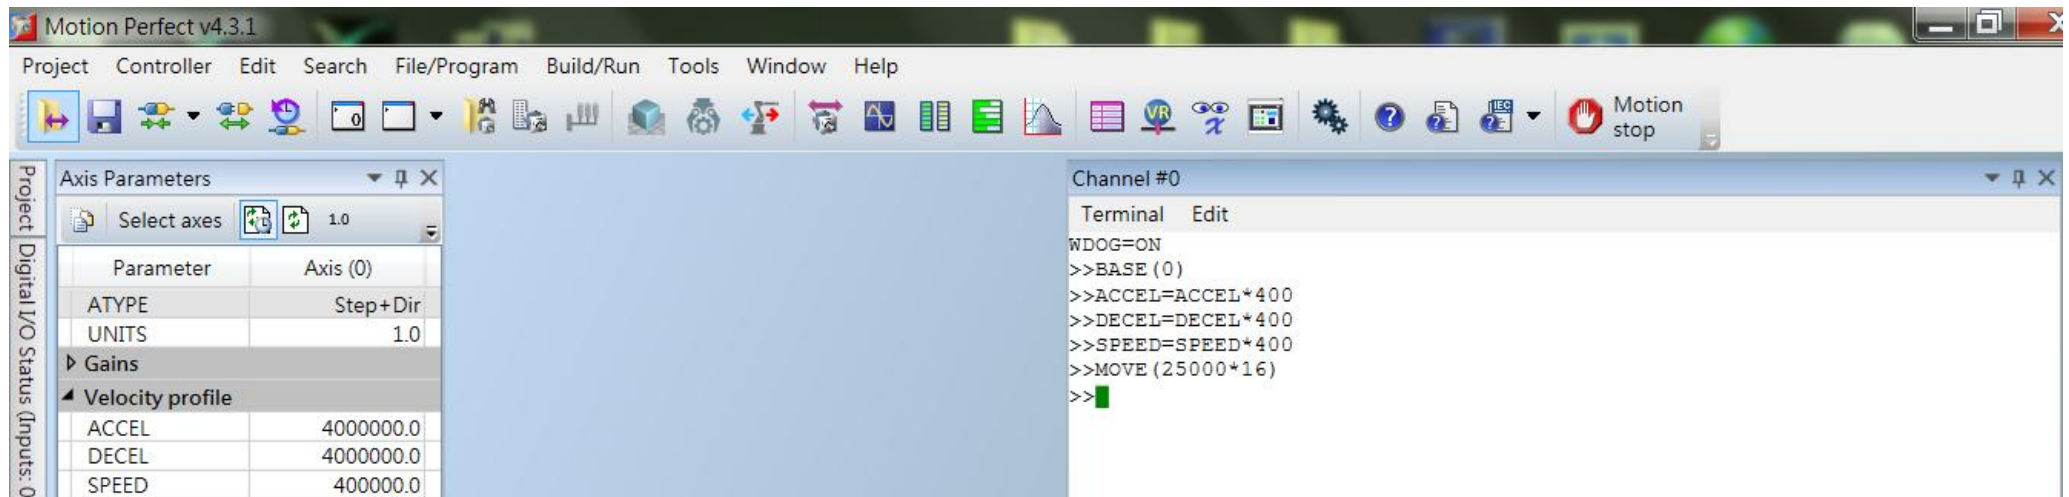 Motion Perfect v4.3.1
Project Controller Edit Search File/Program Build/Run Tools Window Help
0
VR
x
IEC
Motion
stop
Project
Digital I/O Status (Inputs: 0
Axis Parameters
Select axes 1.0
Parameter Axis (0)
ATYPE Step+Dir
UNITS 1.0
Gains
Velocity profile
ACCEL 4000000.0
DECEL 4000000.0
SPEED 400000.0
Channel #0
Terminal Edit
WDOG=ON
>>BASE(0)
>>ACCEL=ACCEL*400
>>DECEL=DECEL*400
>>SPEED=SPEED*400
>>MOVE(25000*16)
>>